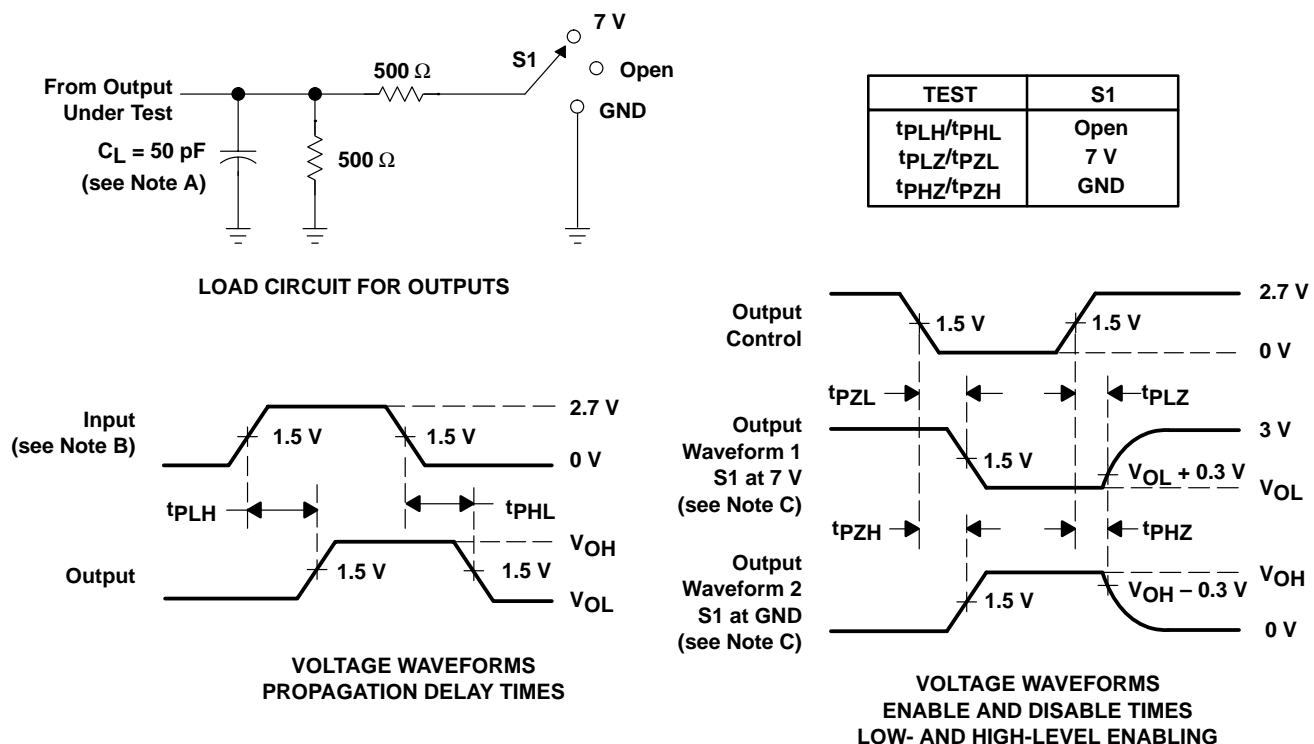 7 V
S1
Open
GND
500 Ω
From Output
Under Test
CL = 50 pF
(see Note A)
500 Ω
LOAD CIRCUIT FOR OUTPUTS
TEST S1
tPLH/tPHL Open
tPLZ/tPZL 7 V
tPHZ/tPZH GND
Input
(see Note B)
1.5 V
1.5 V
2.7 V
0 V
tPLH
tPHL
Output
1.5 V
1.5 V
VOH
VOL
VOLTAGE WAVEFORMS
PROPAGATION DELAY TIMES
Output
Control
1.5 V
1.5 V
2.7 V
0 V
tPZL
tPLZ
Output
Waveform 1
S1 at 7 V
(see Note C)
1.5 V
3 V
VOL + 0.3 V
VOL
tPZH
tPHZ
Output
Waveform 2
S1 at GND
(see Note C)
1.5 V
VOH
VOH – 0.3 V
0 V
VOLTAGE WAVEFORMS
ENABLE AND DISABLE TIMES
LOW- AND HIGH-LEVEL ENABLING